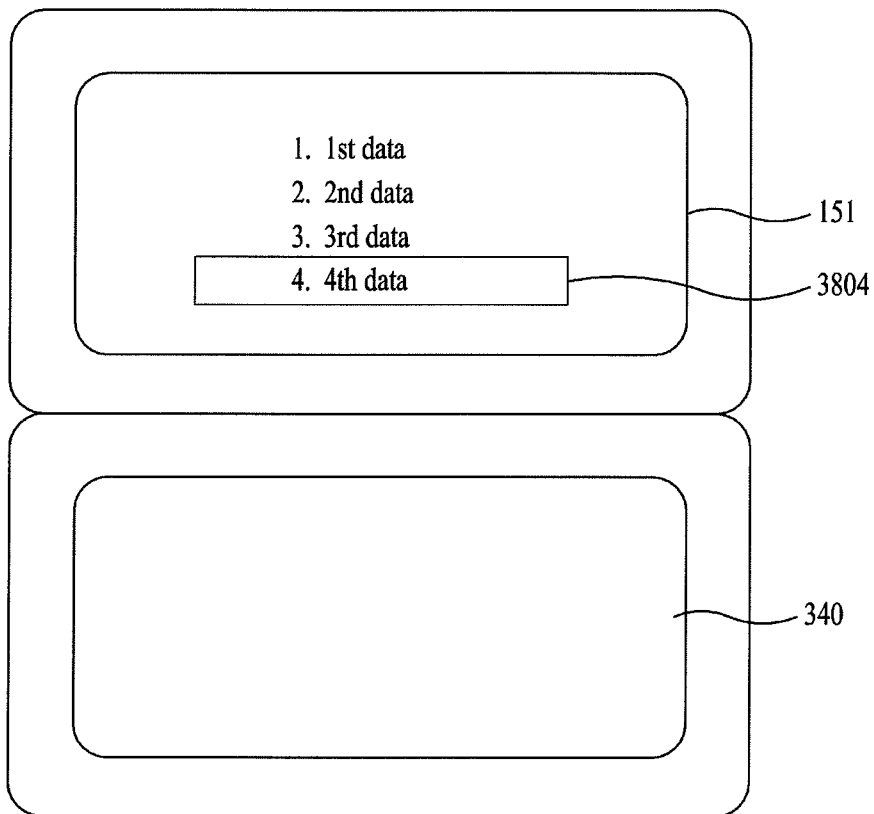 1. 1st data
2. 2nd data
3. 3rd data
4. 4th data
151
3804
340